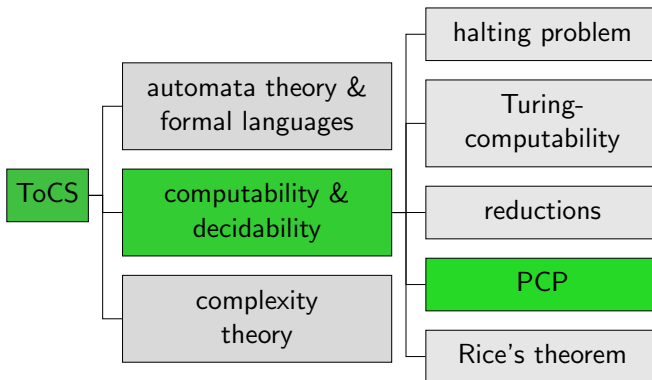 ToCS
automata theory &
formal languages
computability &
decidability
complexity
theory
halting problem
Turing-
computability
reductions
PCP
Rice's theorem